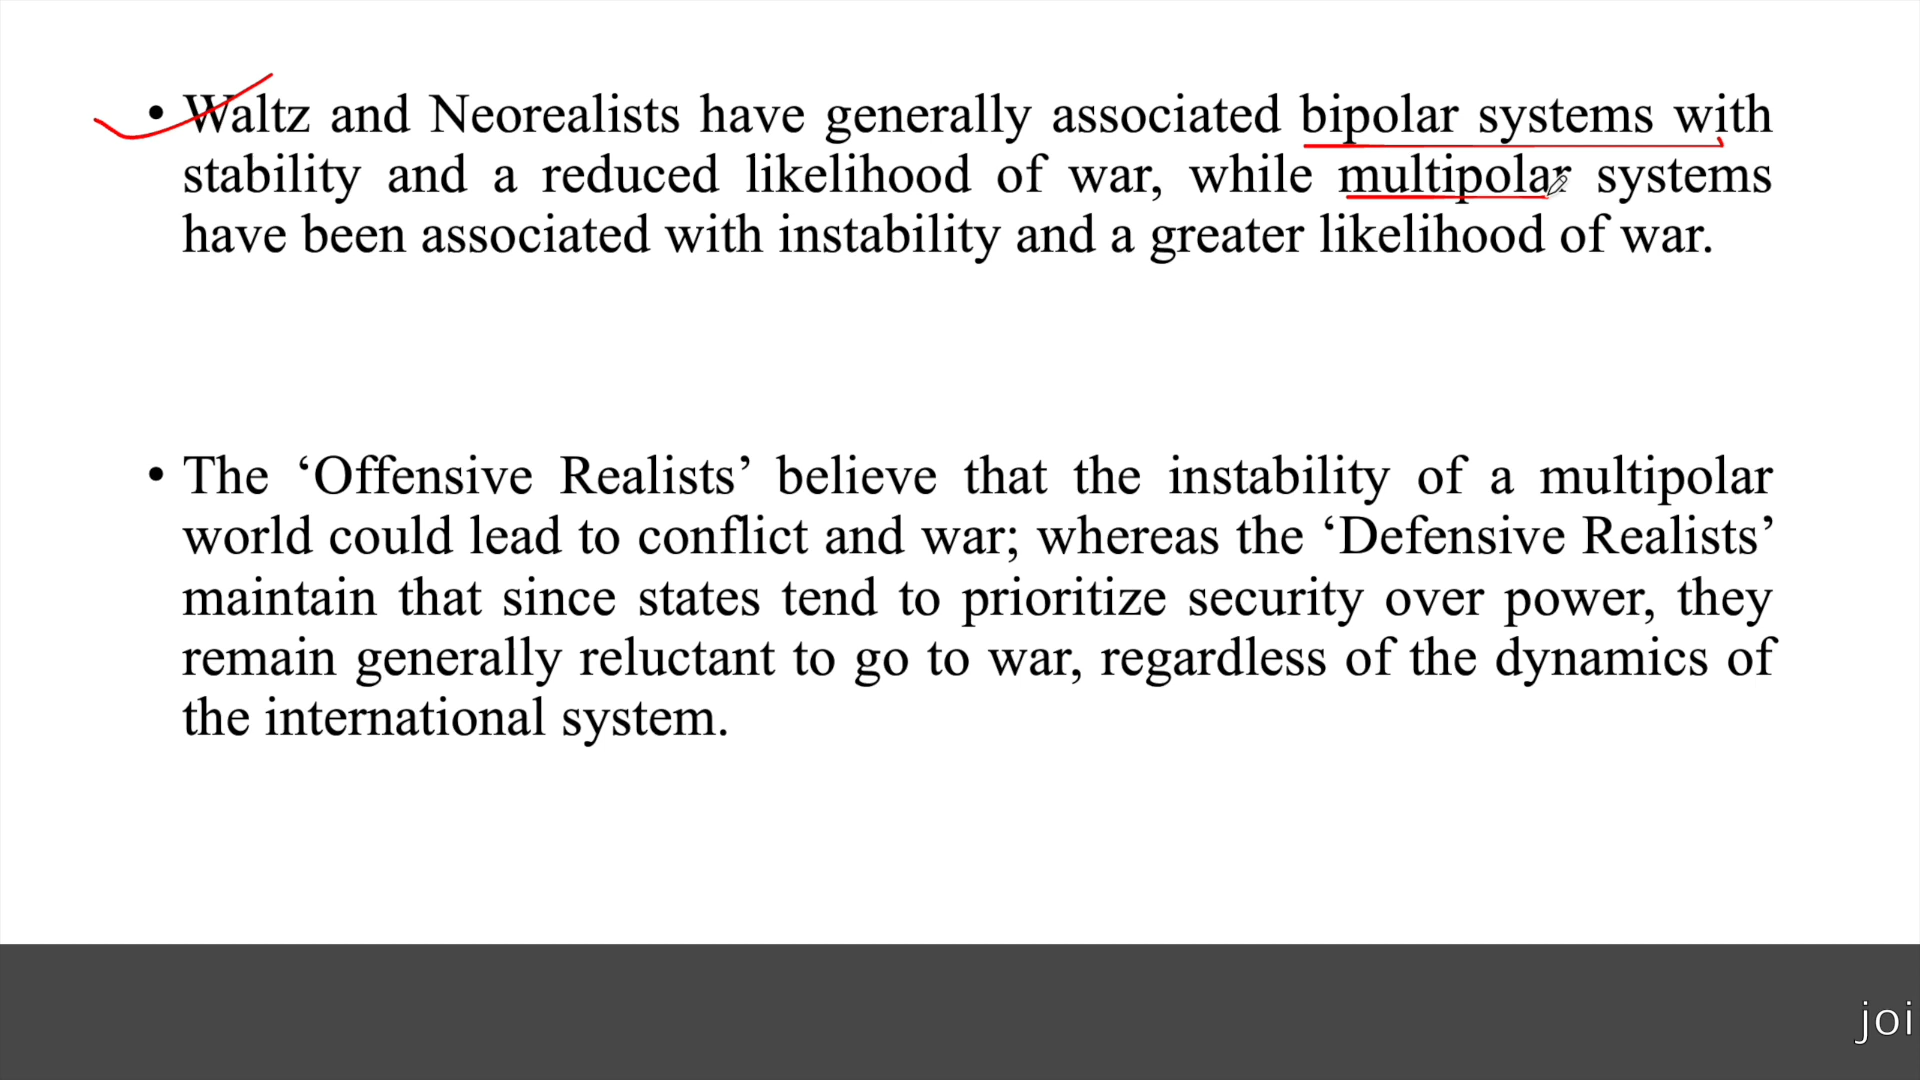 • Waltz and Neorealists have generally associated bipolar systems with
stability and a reduced likelihood of war, while multipolar systems
have been associated with instability and a greater likelihood of war.
• The ‘Offensive Realists’ believe that the instability of a multipolar
world could lead to conflict and war; whereas the ‘Defensive Realists’
maintain that since states tend to prioritize security over power, they
remain generally reluctant to go to war, regardless of the dynamics of
the international system.
joi